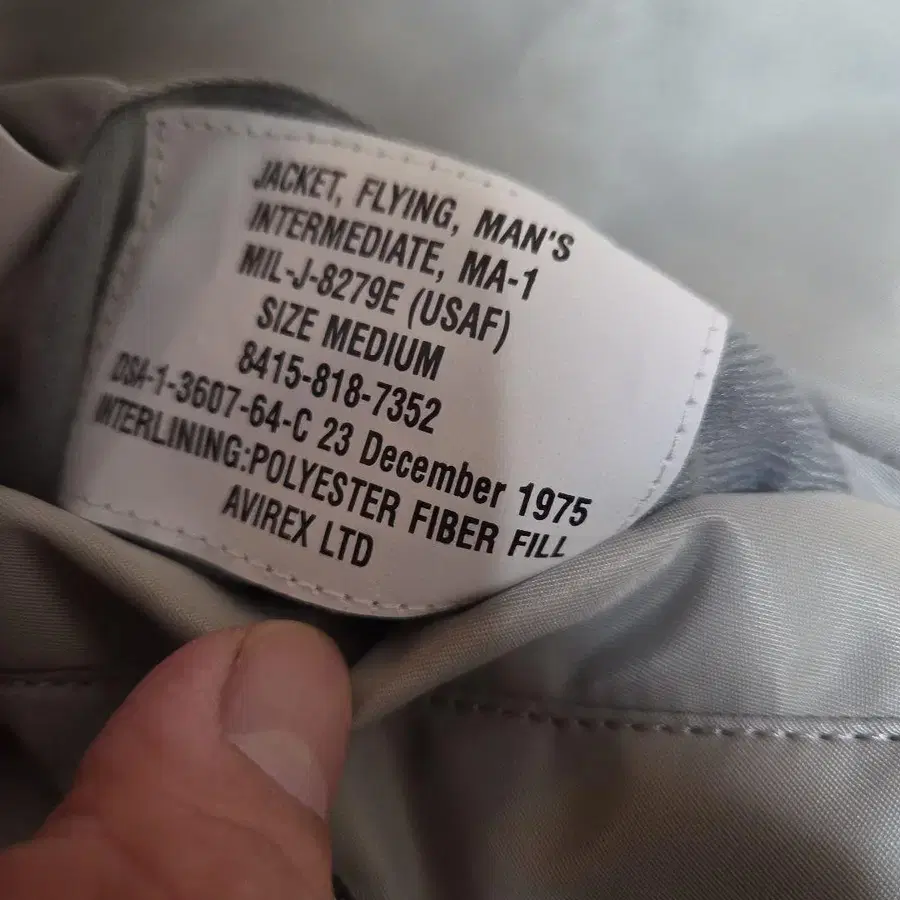 JACKET, FLYING, MAN'S
INTERMEDIATE, MA-1
MIL-J-8279E (USAF)
SIZE MEDIUM
8415-818-7352
DSA-1-3607-64-C 23 December 1975
INTERLINING:POLYESTER FIBER FILL
AVIREX LTD